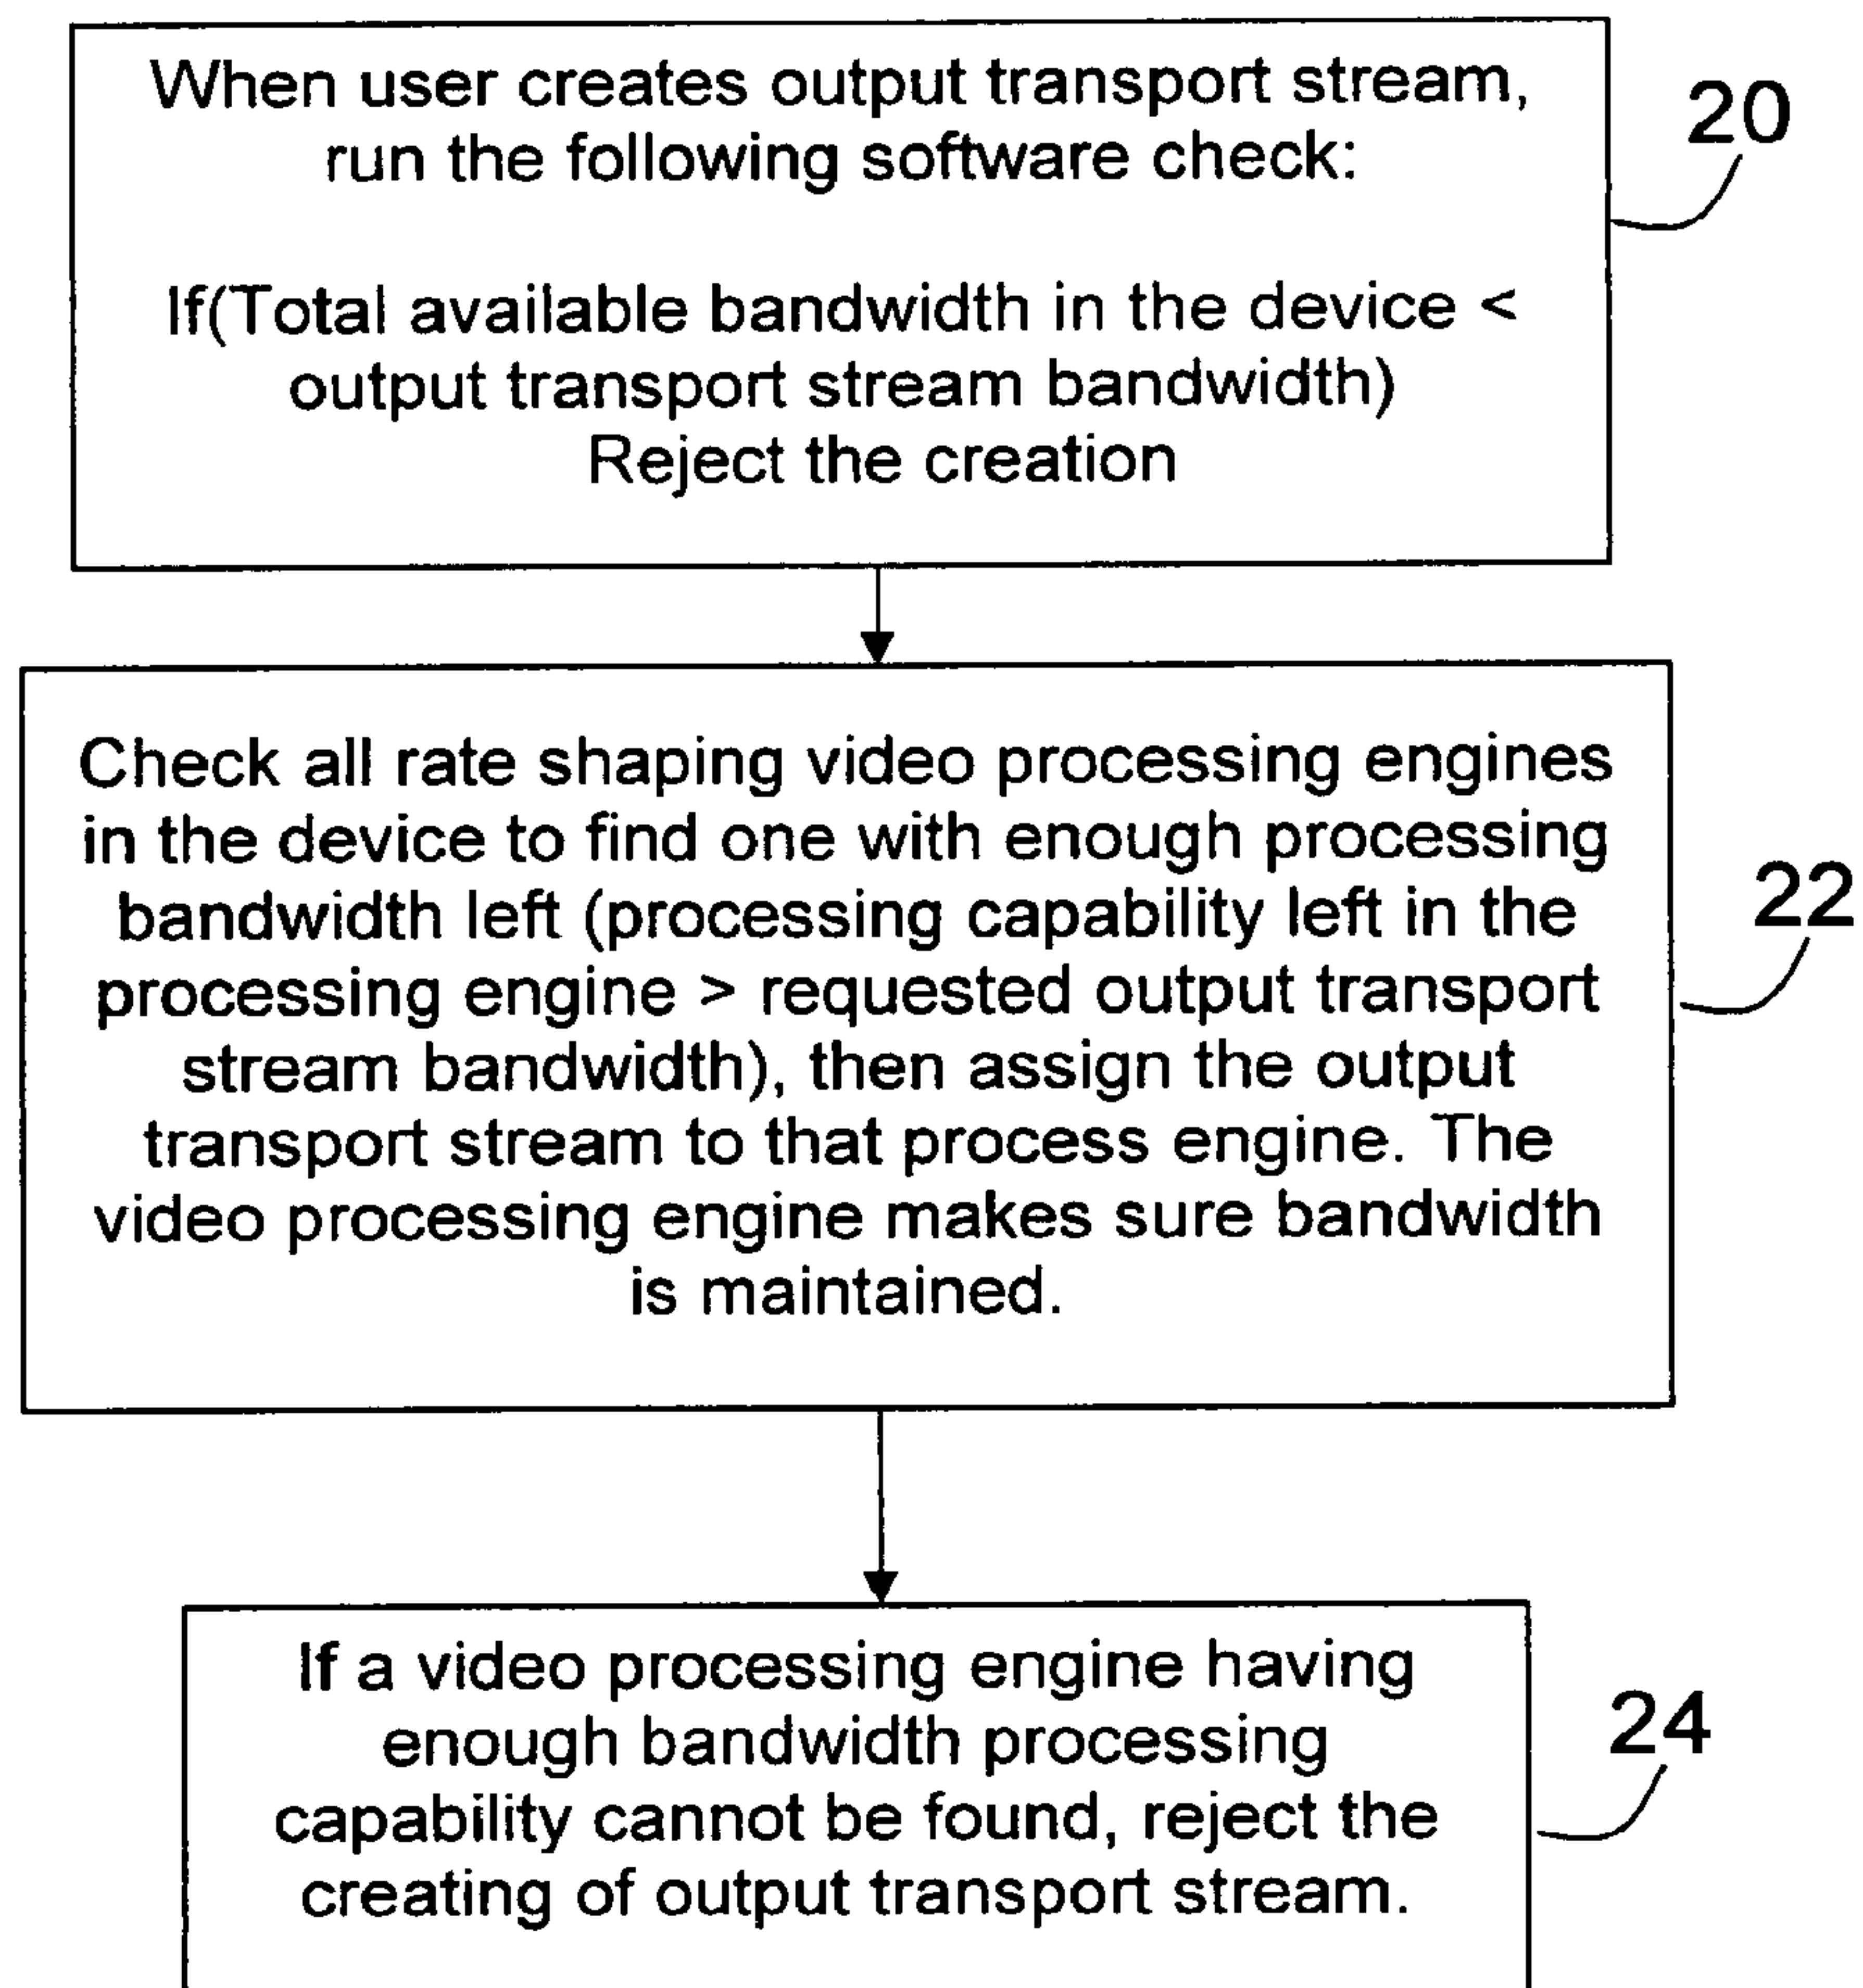 When user creates output transport stream,
run the following software check:
20
If(Total available bandwidth in the device <
output transport stream bandwidth)
Reject the creation
Check all rate shaping video processing engines
in the device to find one with enough processing
bandwidth left (processing capability left in the
processing engine > requested output transport
stream bandwidth), then assign the output
transport stream to that process engine. The
video processing engine makes sure bandwidth
is maintained.
22
If a video processing engine having
enough bandwidth processing
capability cannot be found, reject the
creating of output transport stream.
24